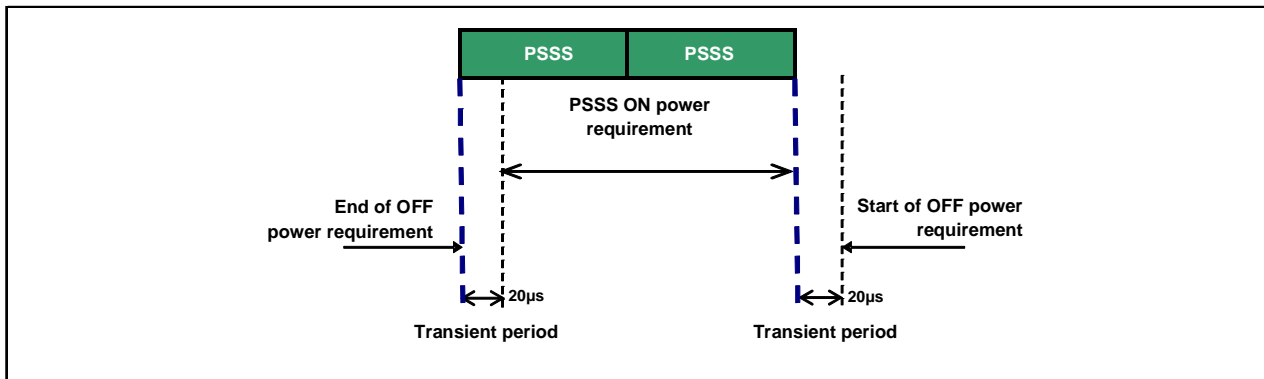 PSSS PSSS
PSSS ON power
requirement
End of OFF
power requirement
Start of OFF power
requirement
20µs
20µs
Transient period
Transient period